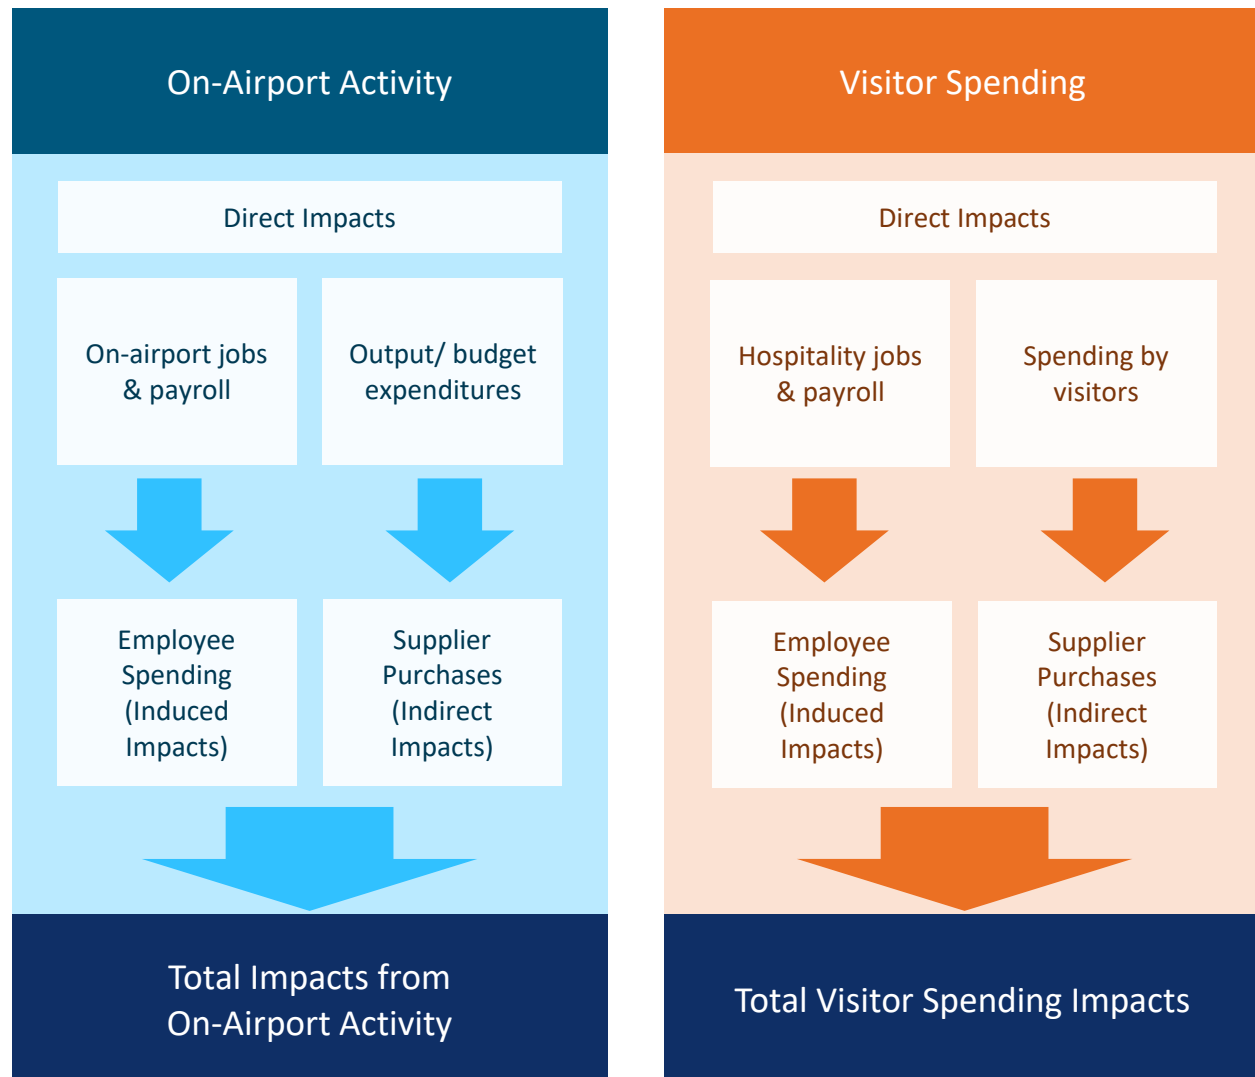 On-Airport Activity
Direct Impacts
On-airport jobs
& payroll
Output/ budget
expenditures
Employee
Spending
(Induced
Impacts)
Supplier
Purchases
(Indirect
Impacts)
Total Impacts from
On-Airport Activity
Visitor Spending
Direct Impacts
Hospitality jobs
& payroll
Spending by
visitors
Employee
Spending
(Induced
Impacts)
Supplier
Purchases
(Indirect
Impacts)
Total Visitor Spending Impacts